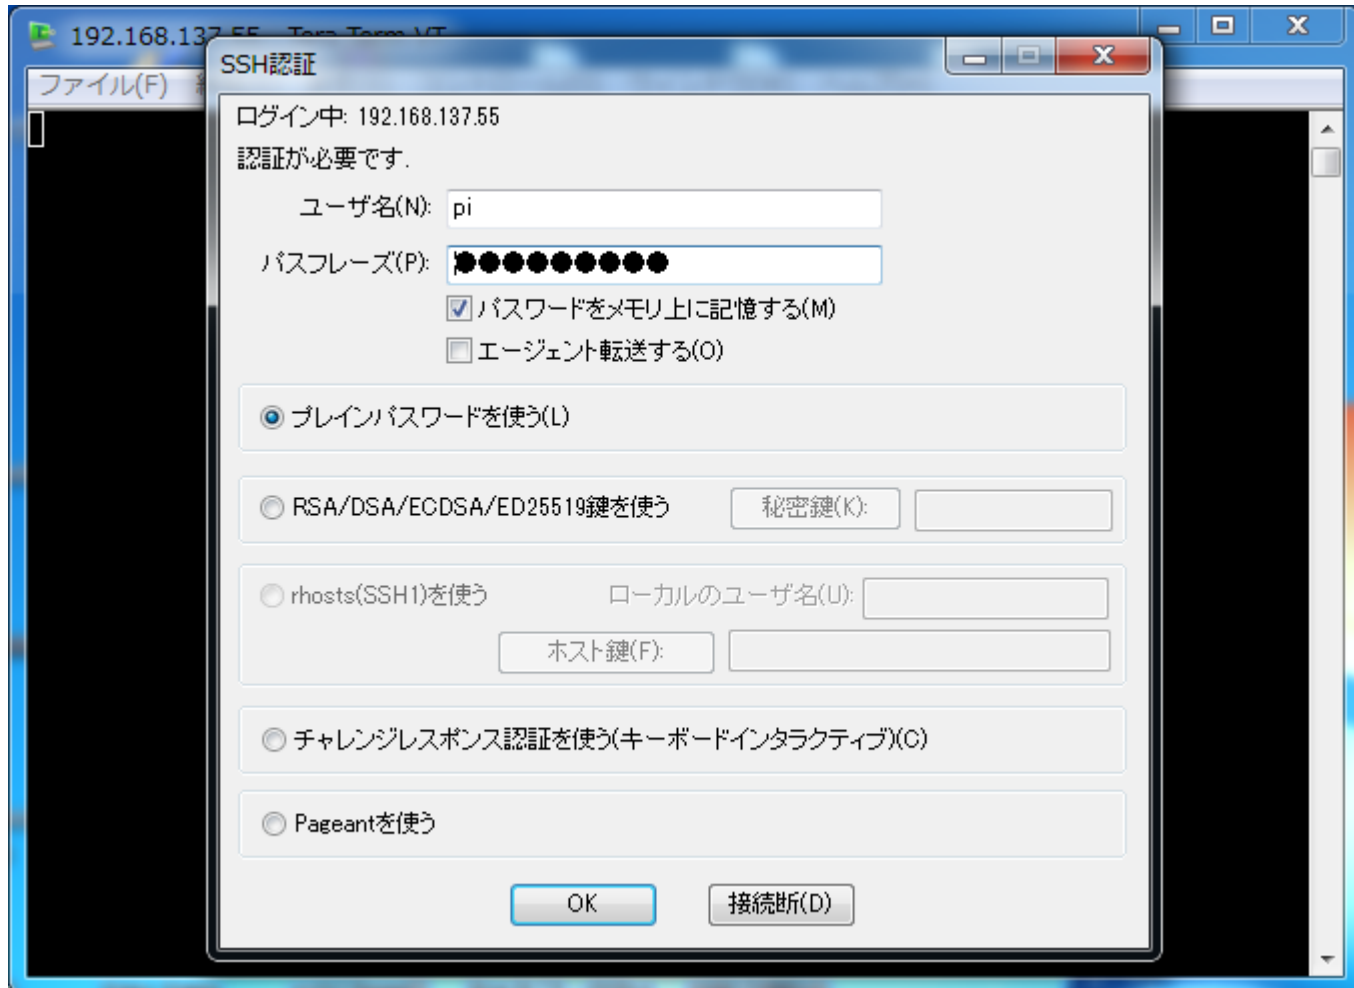 192.168.137.55 - Tera Term VT
SSH認証
ファイル(F)
ログイン中: 192.168.137.55
認証が必要です.
ユーザ名(N): pi
パスフレーズ(P): ●●●●●●●●●
パスワードをメモリ上に記憶する(M)
エージェント転送する(O)
プレインパスワードを使う(L)
RSA/DSA/ECDSA/ED25519鍵を使う 秘密鍵(K):
rhosts(SSH1)を使う ローカルのユーザ名(U):
ホスト鍵(F):
チャレンジレスポンス認証を使う(キーボードインタラクティブ)(C)
Pageantを使う
OK 接続断(D)